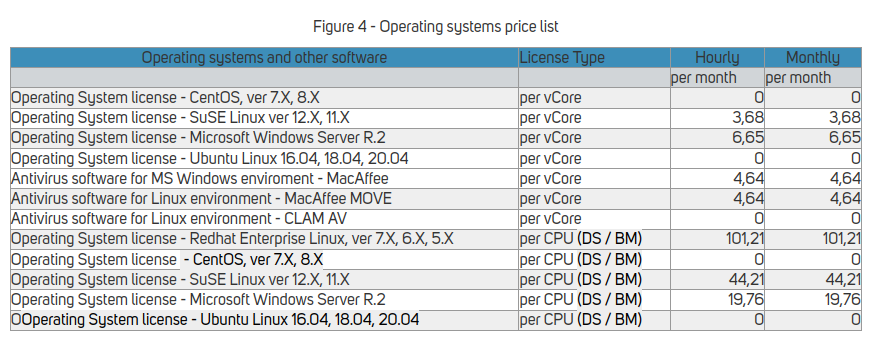 Figure 4 - Operating systems price list
Operating systems and other software License Type Hourly Monthly
per month per month
Operating System license - CentOS, ver 7.X, 8.X per vCore 0 0
Operating System license - SuSE Linux ver 12.X, 11.X per vCore 3,68 3,68
Operating System license - Microsoft Windows Server R.2 per vCore 6,65 6,65
Operating System license - Ubuntu Linux 16.04, 18.04, 20.04 per vCore 0 0
Antivirus software for MS Windows enviroment - MacAffee per vCore 4,64 4,64
Antivirus software for Linux environment - MacAffee MOVE per vCore 4,64 4,64
Antivirus software for Linux environment - CLAM AV per vCore 0 0
Operating System license - Redhat Enterprise Linux, ver 7.X, 6.X, 5.X per CPU (DS / BM) 101,21 101,21
Operating System license - CentOS, ver 7.X, 8.X per CPU (DS / BM) 0 0
Operating System license - SuSE Linux ver 12.X, 11.X per CPU (DS / BM) 44,21 44,21
Operating System license - Microsoft Windows Server R.2 per CPU (DS / BM) 19,76 19,76
OOperating System license - Ubuntu Linux 16.04, 18.04, 20.04 per CPU (DS / BM) 0 0